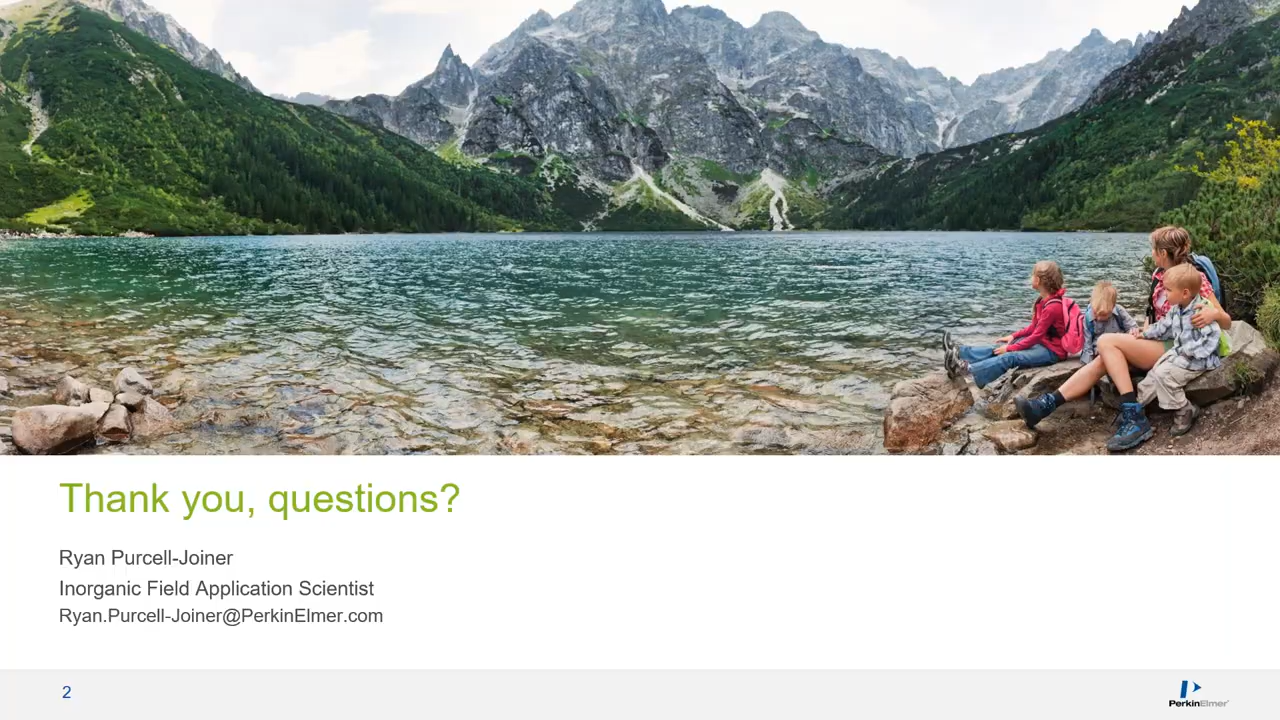 Thank you, questions?
Ryan Purcell-Joiner
Inorganic Field Application Scientist
Ryan.Purcell-Joiner@PerkinElmer.com
2
PerkinElmer